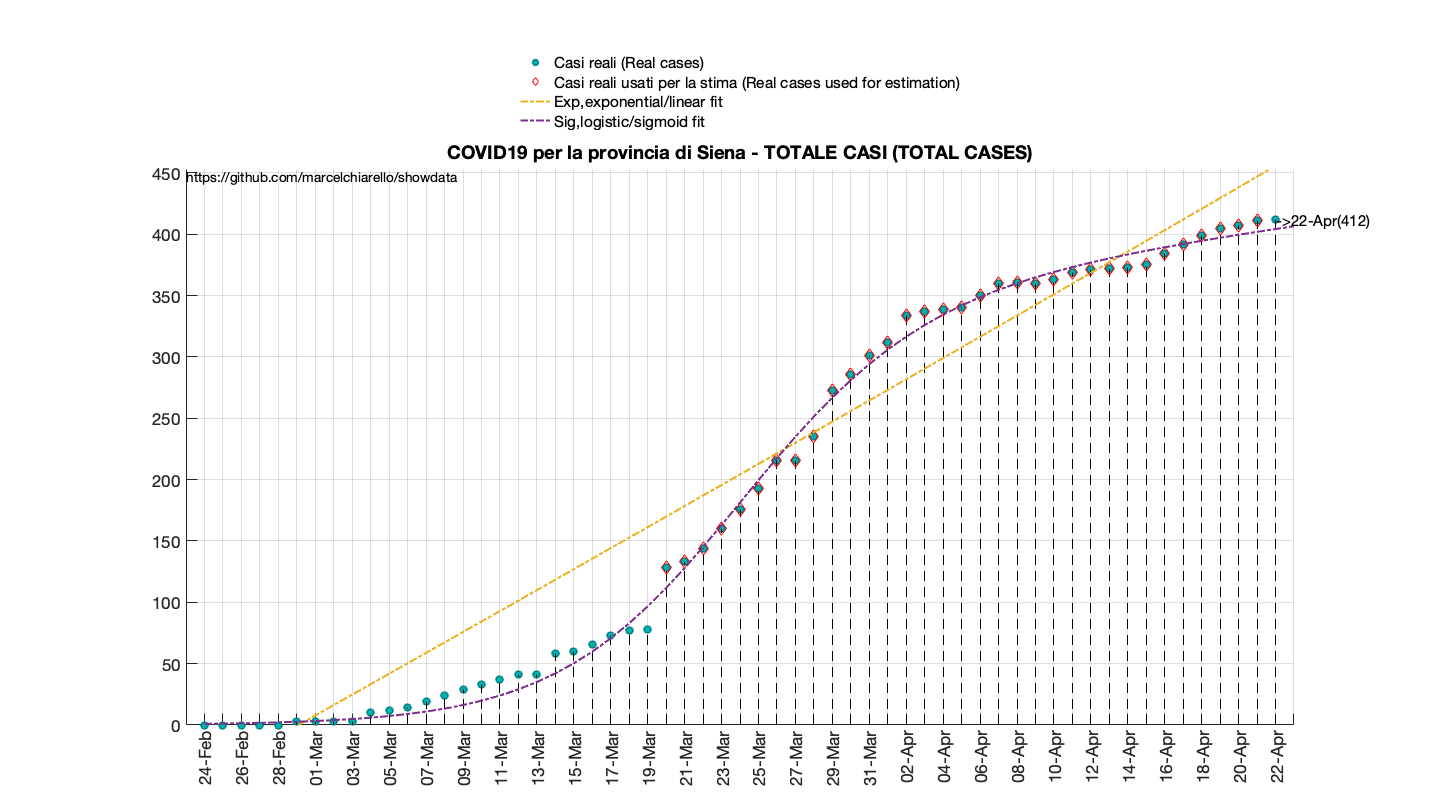 Casi reali (Real cases)
Casi reali usati per la stima (Real cases used for estimation)
Exp,exponential/linear fit
Sig,logistic/sigmoid fit
COVID19 per la provincia di Siena - TOTALE CASI (TOTAL CASES)
https://github.com/marcelchiarello/showdata
450
400
350
300
250
200
150
100
50
0
->22-Apr(412)
24-Feb
26-Feb
28-Feb
01-Mar
03-Mar
05-Mar
07-Mar
09-Mar
11-Mar
13-Mar
15-Mar
17-Mar
19-Mar
21-Mar
23-Mar
25-Mar
27-Mar
29-Mar
31-Mar
02-Apr
04-Apr
06-Apr
08-Apr
10-Apr
12-Apr
14-Apr
16-Apr
18-Apr
20-Apr
22-Apr